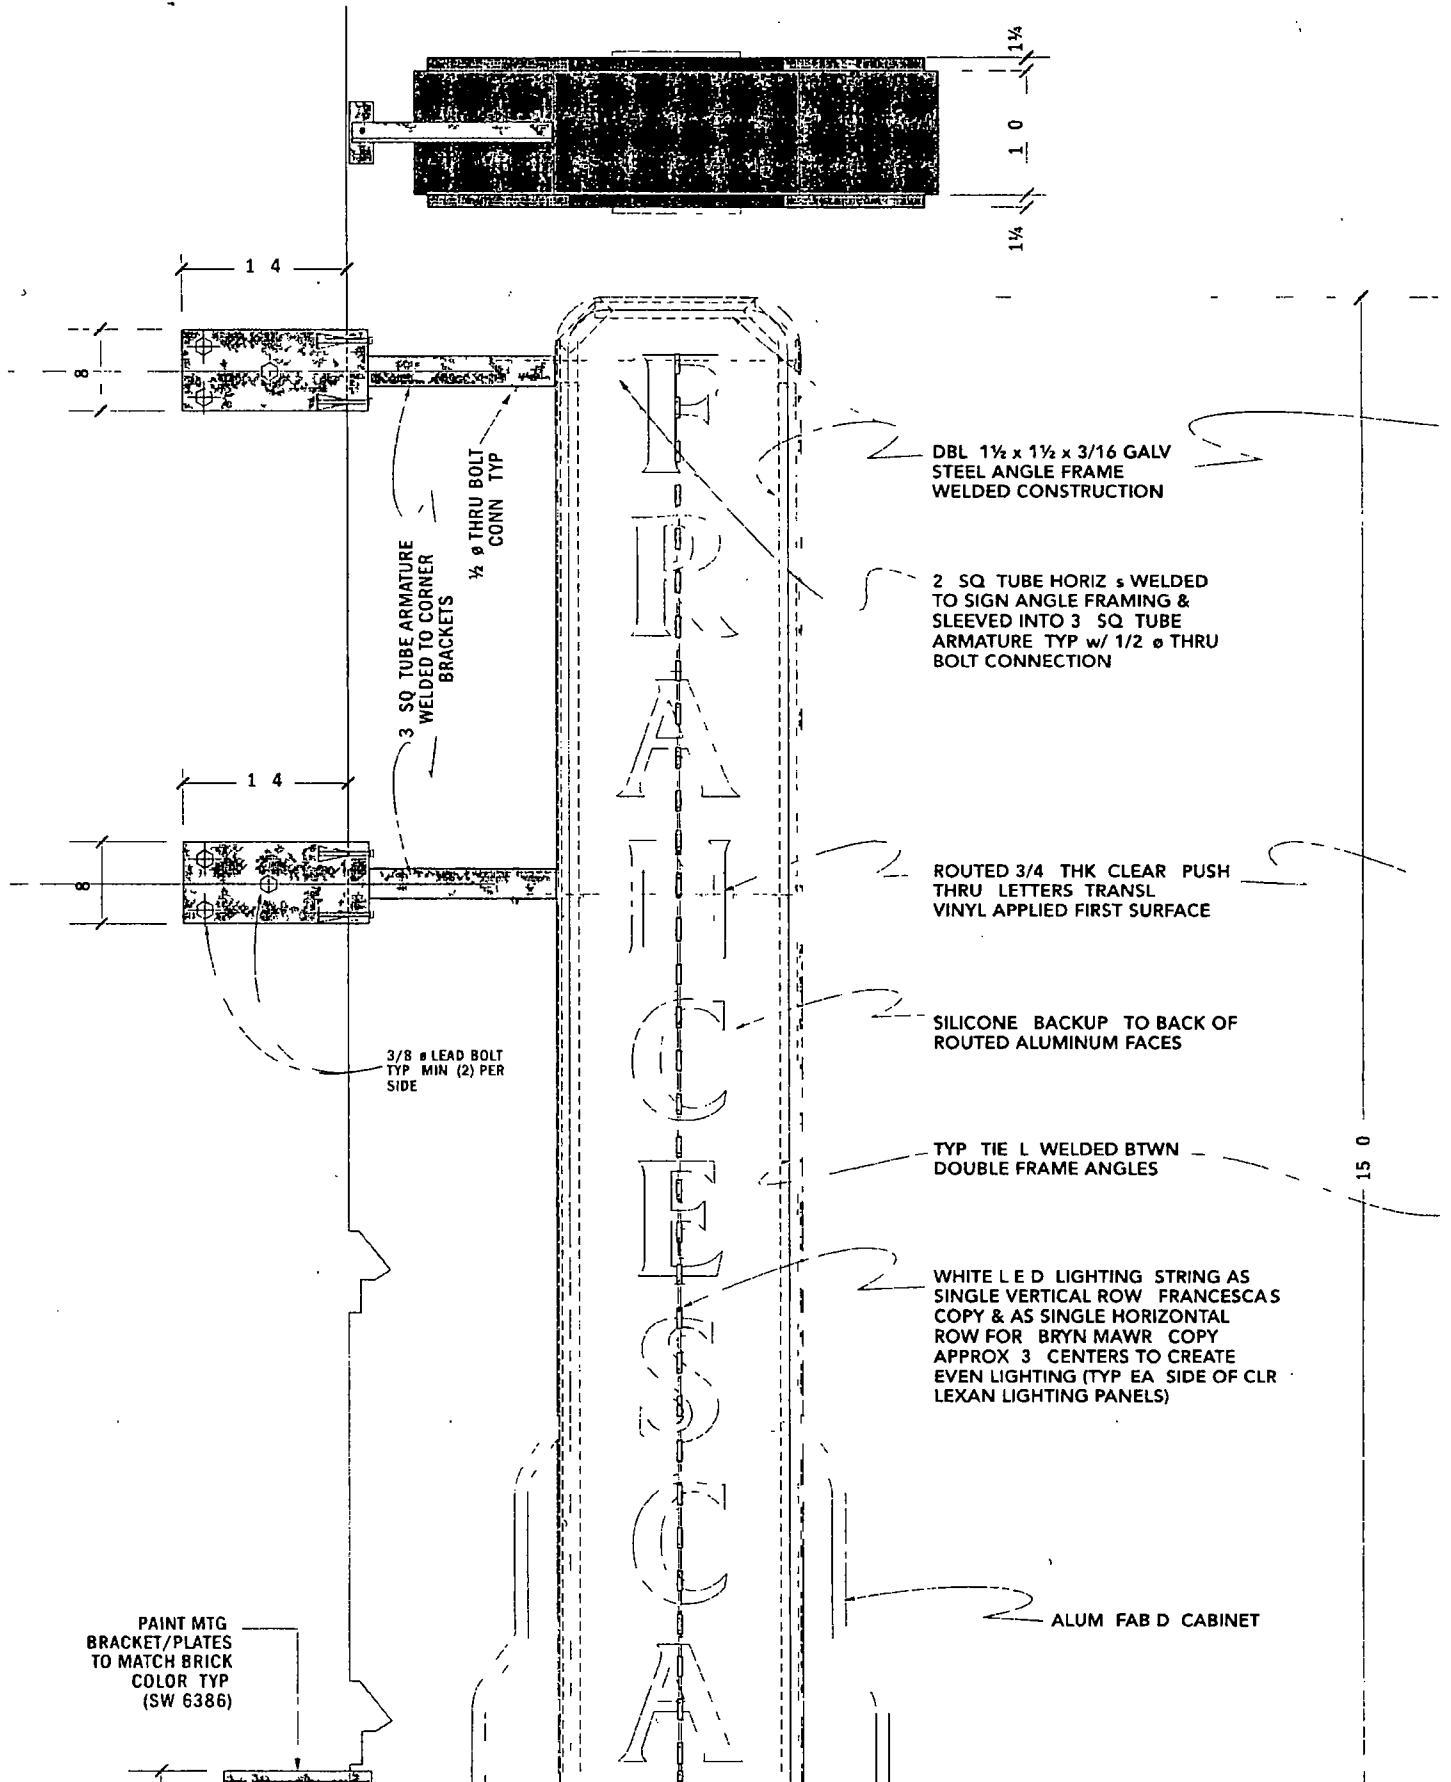 1¼
1 0
1¼
1 4
8
½ ø THRU BOLT
CONN TYP
3 SQ TUBE ARMATURE
WELDED TO CORNER
BRACKETS
DBL 1½ x 1½ x 3/16 GALV
STEEL ANGLE FRAME
WELDED CONSTRUCTION
2 SQ TUBE HORIZ s WELDED
TO SIGN ANGLE FRAMING &
SLEEVED INTO 3 SQ TUBE
ARMATURE TYP w/ 1/2 ø THRU
BOLT CONNECTION
1 4
8
ROUTED 3/4 THK CLEAR PUSH
THRU LETTERS TRANSL
VINYL APPLIED FIRST SURFACE
SILICONE BACKUP TO BACK OF
ROUTED ALUMINUM FACES
3/8 ø LEAD BOLT
TYP MIN (2) PER
SIDE
TYP TIE L WELDED BTWN
DOUBLE FRAME ANGLES
15 0
WHITE L E D LIGHTING STRING AS
SINGLE VERTICAL ROW FRANCESCAS
COPY & AS SINGLE HORIZONTAL
ROW FOR BRYN MAWR COPY
APPROX 3 CENTERS TO CREATE
EVEN LIGHTING (TYP EA SIDE OF CLR
LEXAN LIGHTING PANELS)
ALUM FAB D CABINET
PAINT MTG
BRACKET/PLATES
TO MATCH BRICK
COLOR TYP
(SW 6386)
F
R
A
C
E
S
C
A